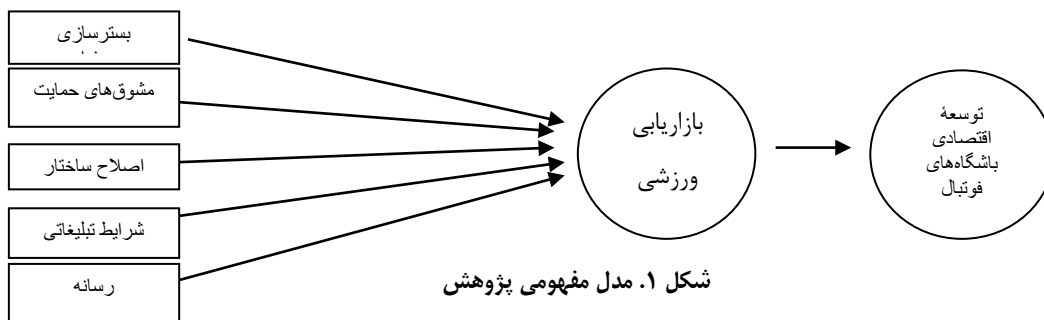 بسترسازی
مشوق‌های حمایت
اصلاح ساختار
شرایط تبلیغاتی
رسانه
بازاریابی
ورزشی
توسعهٔ
اقتصادی
باشگاه‌های
فوتبال
شکل ۱. مدل مفهومی پژوهش